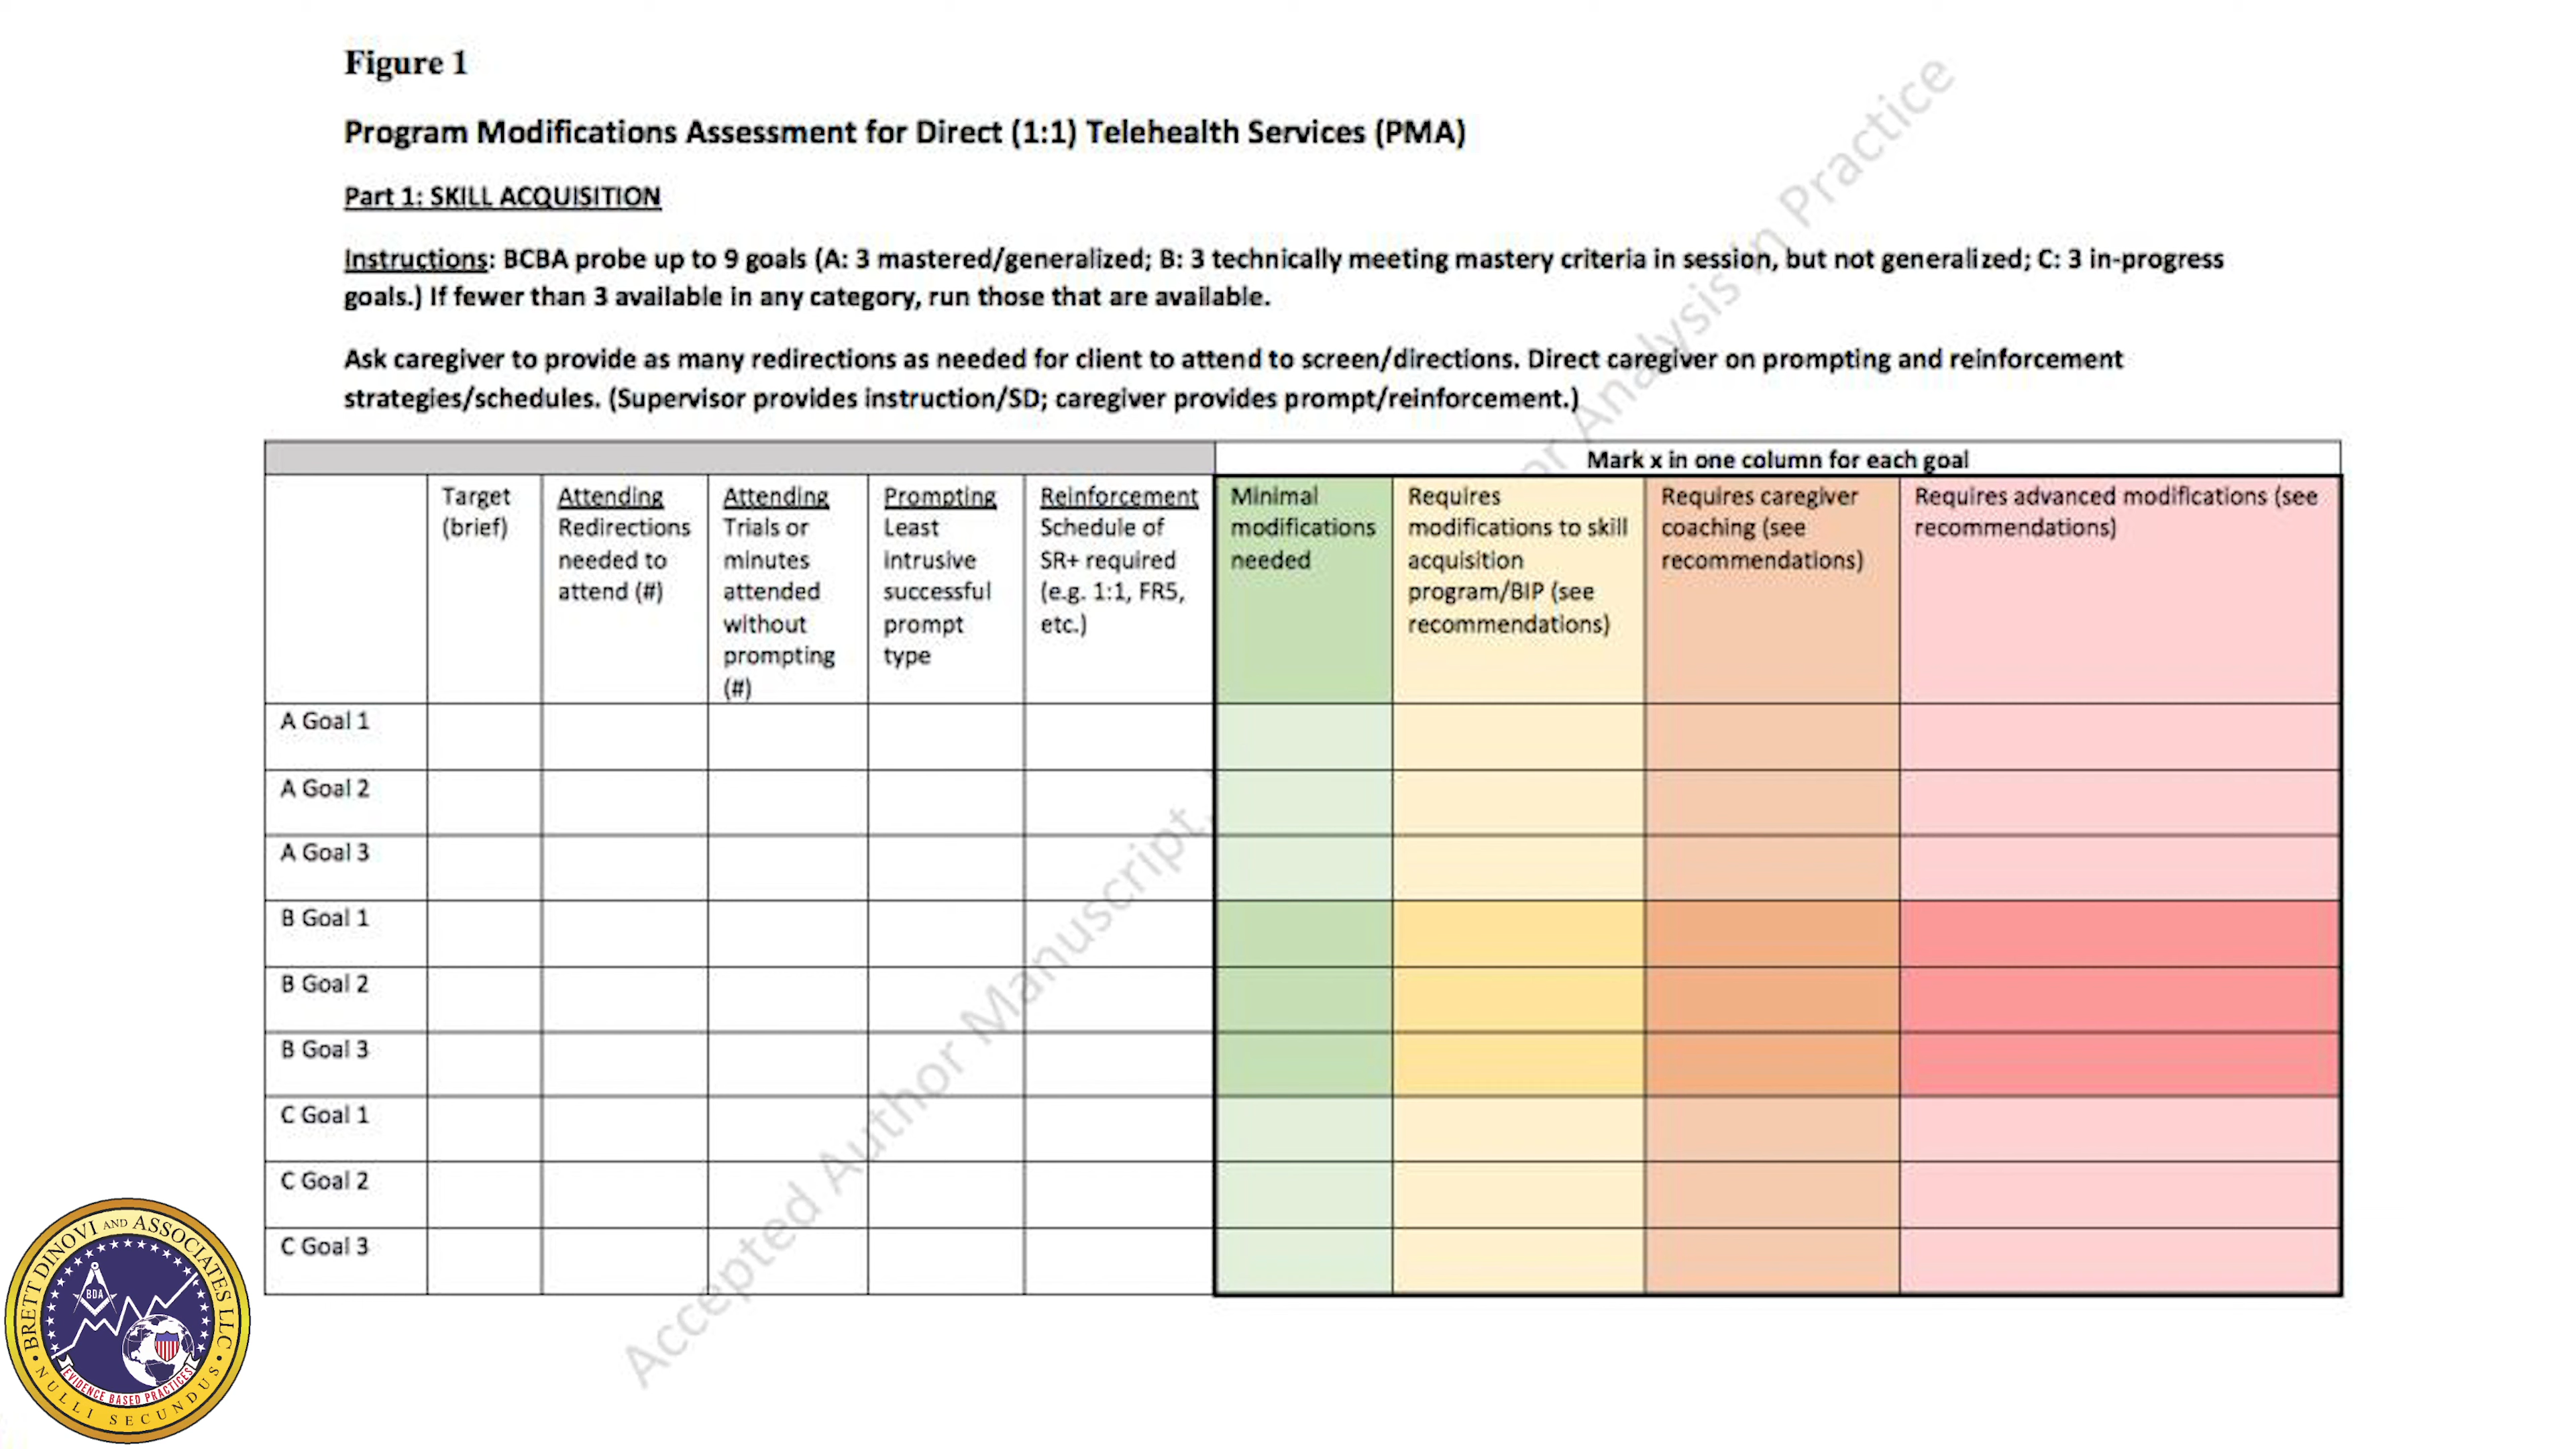 Figure 1
Program Modifications Assessment for Direct (1:1) Telehealth Services (PMA)
Part 1: SKILL ACQUISITION
Instructions: BCBA probe up to 9 goals (A: 3 mastered/generalized; B: 3 technically meeting mastery criteria in session, but not generalized; C: 3 in-progress
goals.) If fewer than 3 available in any category, run those that are available.
Ask caregiver to provide as many redirections as needed for client to attend to screen/directions. Direct caregiver on prompting and reinforcement
strategies/schedules. (Supervisor provides instruction/SD; caregiver provides prompt/reinforcement.)
Mark x in one column for each goal
Target
(brief)
Attending
Redirections
needed to
attend (#)
Attending
Trials or
minutes
attended
without
prompting
(#)
Prompting
Least
intrusive
successful
prompt
type
Reinforcement
Schedule of
SR+ required
(e.g. 1:1, FR5,
etc.)
Minimal
modifications
needed
Requires
modifications to skill
acquisition
program/BIP (see
recommendations)
Requires caregiver
coaching (see
recommendations)
Requires advanced modifications (see
recommendations)
A Goal 1
A Goal 2
A Goal 3
B Goal 1
B Goal 2
B Goal 3
C Goal 1
C Goal 2
C Goal 3
Accepted Author Manuscript,
or Analysis in Practice
BRETT DINOVI AND ASSOCIATES LLC
BDA
EVIDENCE BASED PRACTICES
NULLI SECUNDUS